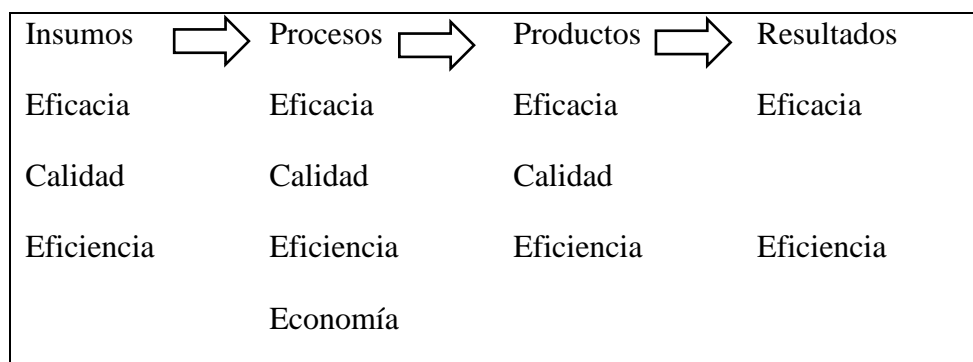 Insumos Procesos Productos Resultados
Eficacia Eficacia Eficacia Eficacia
Calidad Calidad Calidad
Eficiencia Eficiencia Eficiencia Eficiencia
Economía